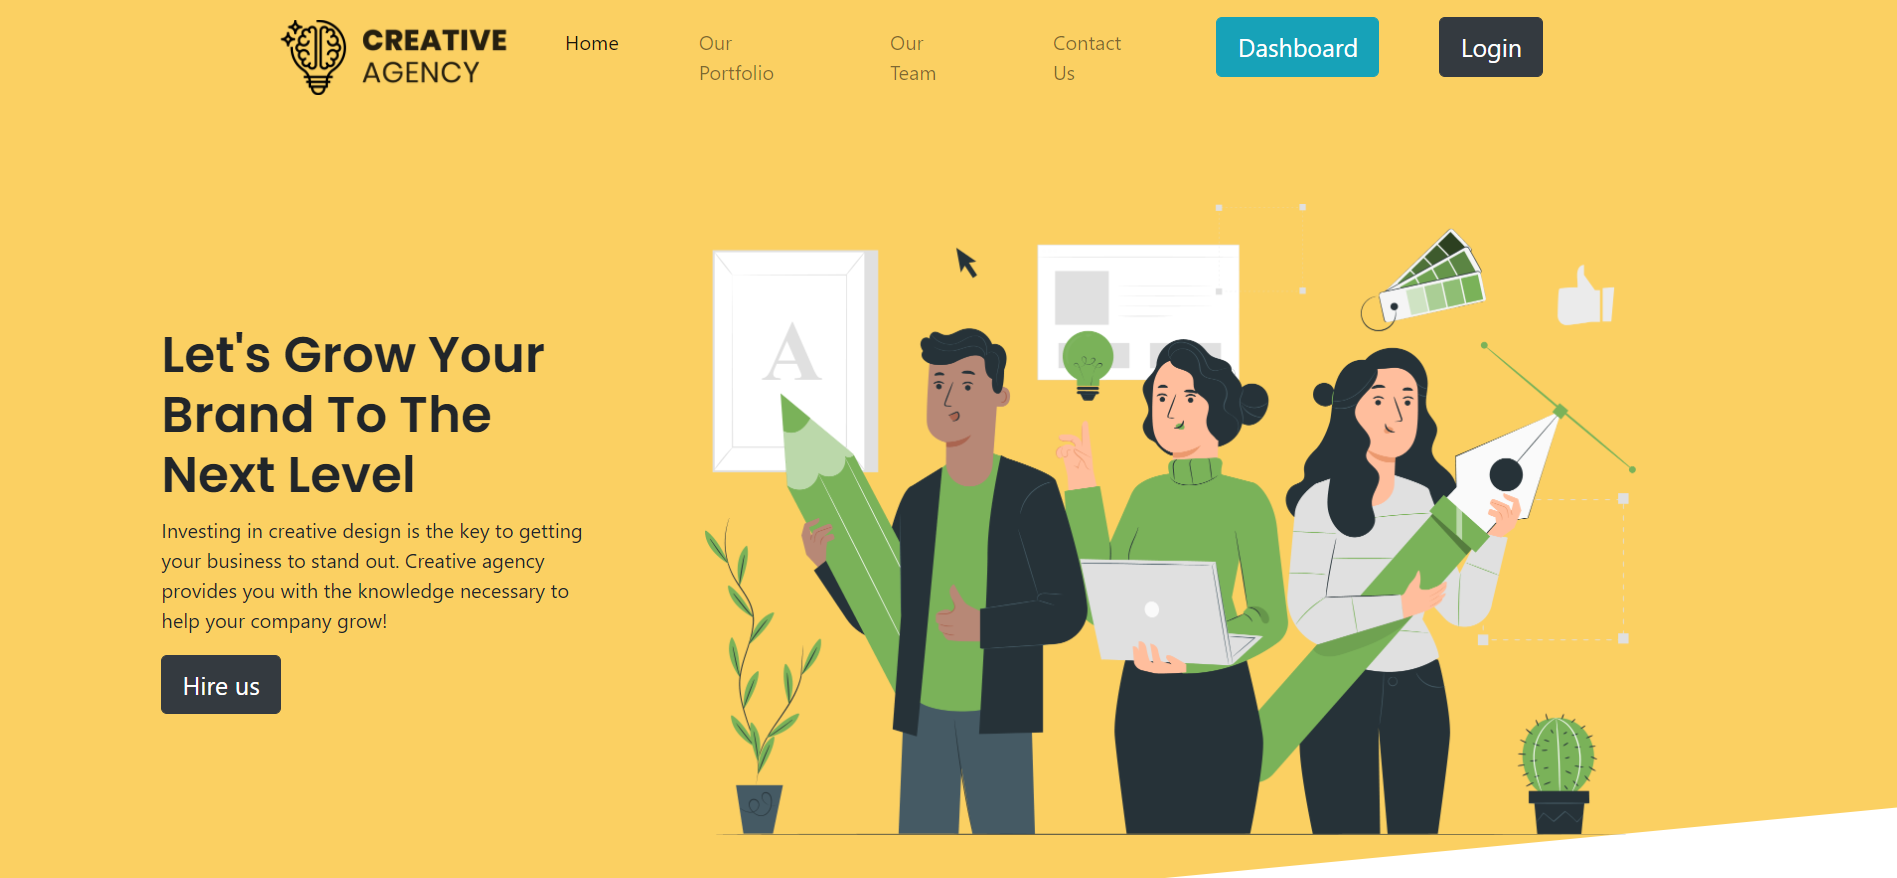 CREATIVE
AGENCY
Home
Our
Portfolio
Our
Team
Contact
Us
Dashboard
Login
A
Let's Grow Your
Brand To The
Next Level
Investing in creative design is the key to getting
your business to stand out. Creative agency
provides you with the knowledge necessary to
help your company grow!
Hire us